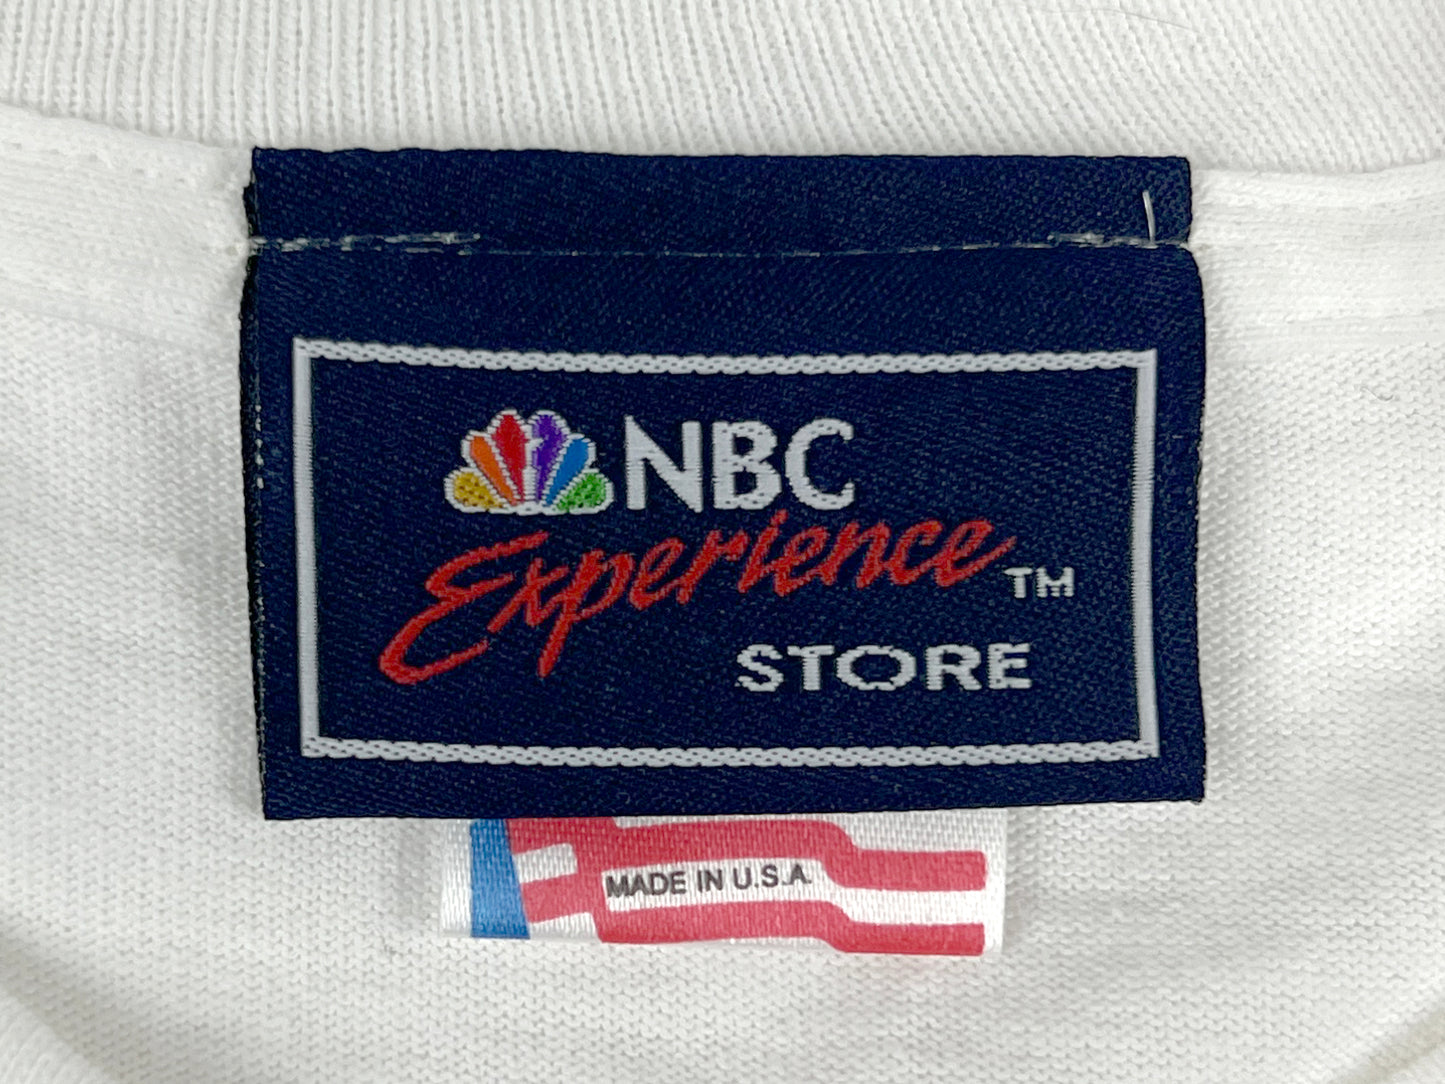 NBC
Experience™
STORE
MADE IN U.S.A.